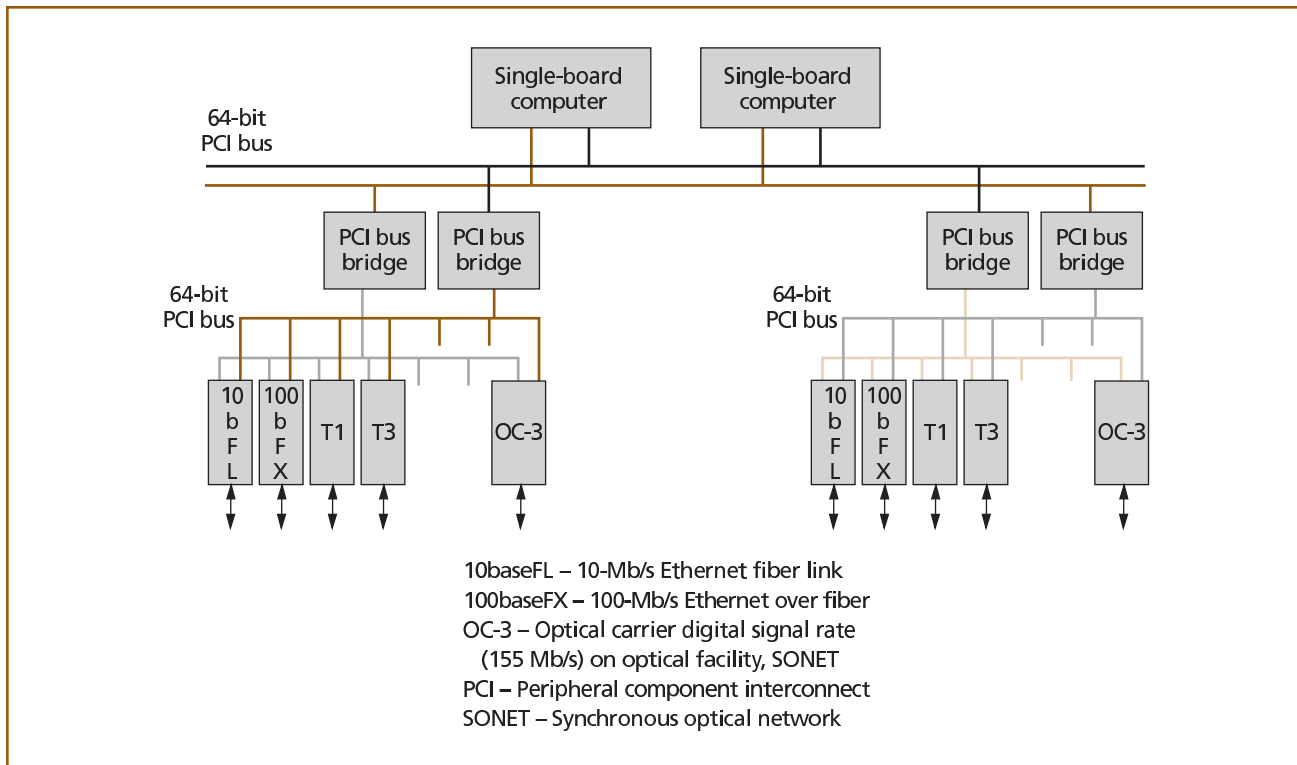 Single-board
computer
Single-board
computer
64-bit
PCI bus
PCI bus
bridge
PCI bus
bridge
PCI bus
bridge
PCI bus
bridge
64-bit
PCI bus
64-bit
PCI bus
10
b
F
L
100
b
F
X
T1
T3
OC-3
10
b
F
L
100
b
F
X
T1
T3
OC-3
10baseFL – 10-Mb/s Ethernet fiber link
100baseFX – 100-Mb/s Ethernet over fiber
OC-3 – Optical carrier digital signal rate
(155 Mb/s) on optical facility, SONET
PCI – Peripheral component interconnect
SONET – Synchronous optical network